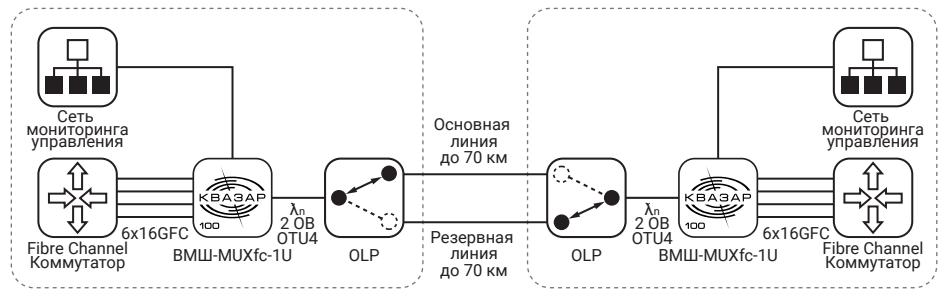 Сеть
мониторинга
управления
КВАЗАР
100
6x16GFC
Fibre Channel
Коммутатор
ВМШ-MUXfc-1U
λn
2 ОВ
OTU4
OLP
Основная
линия
до 70 км
Резервная
линия
до 70 км
OLP
λn
2 ОВ
OTU4
КВАЗАР
100
ВМШ-MUXfc-1U
6x16GFC
Сеть
мониторинга
управления
Fibre Channel
Коммутатор